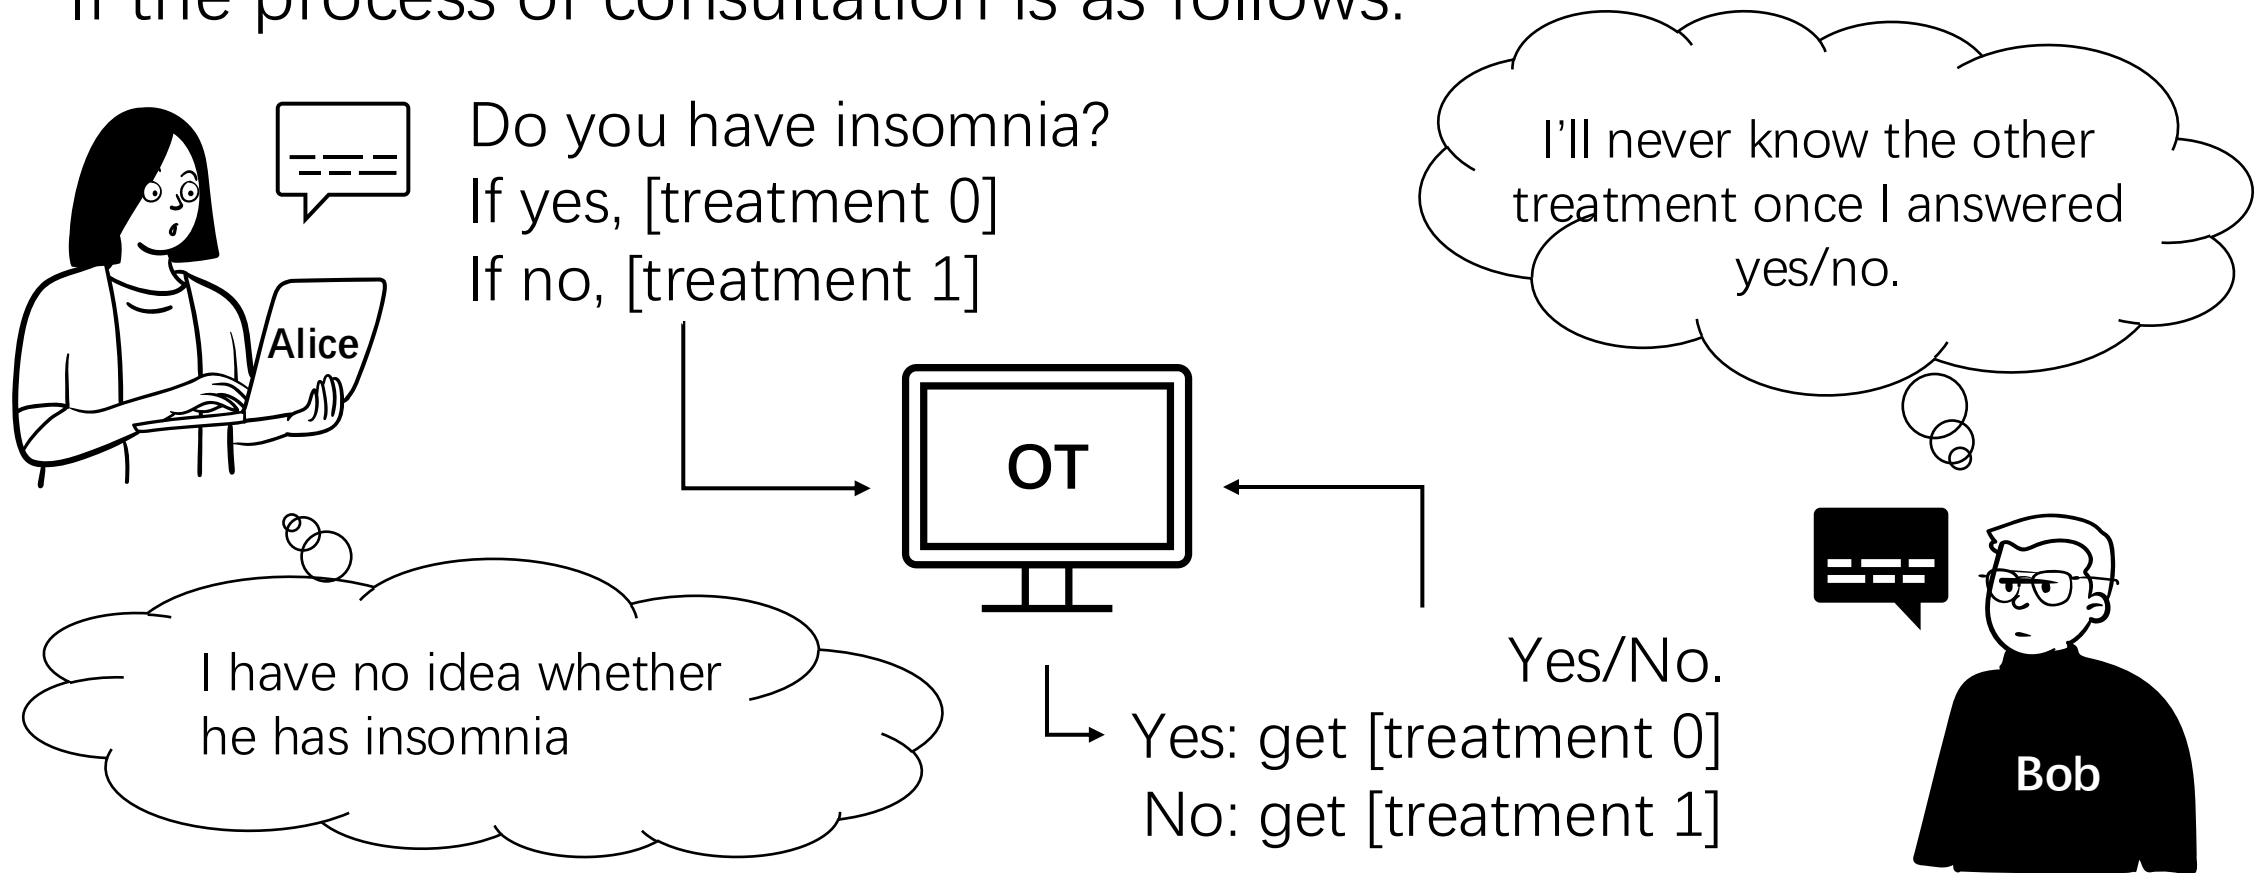 If the process of consultation is as follows:
Do you have insomnia?
If yes, [treatment 0]
If no, [treatment 1]
I'll never know the other
treatment once I answered
yes/no.
Alice
OT
I have no idea whether
he has insomnia
Yes/No.
Yes: get [treatment 0]
No: get [treatment 1]
Bob